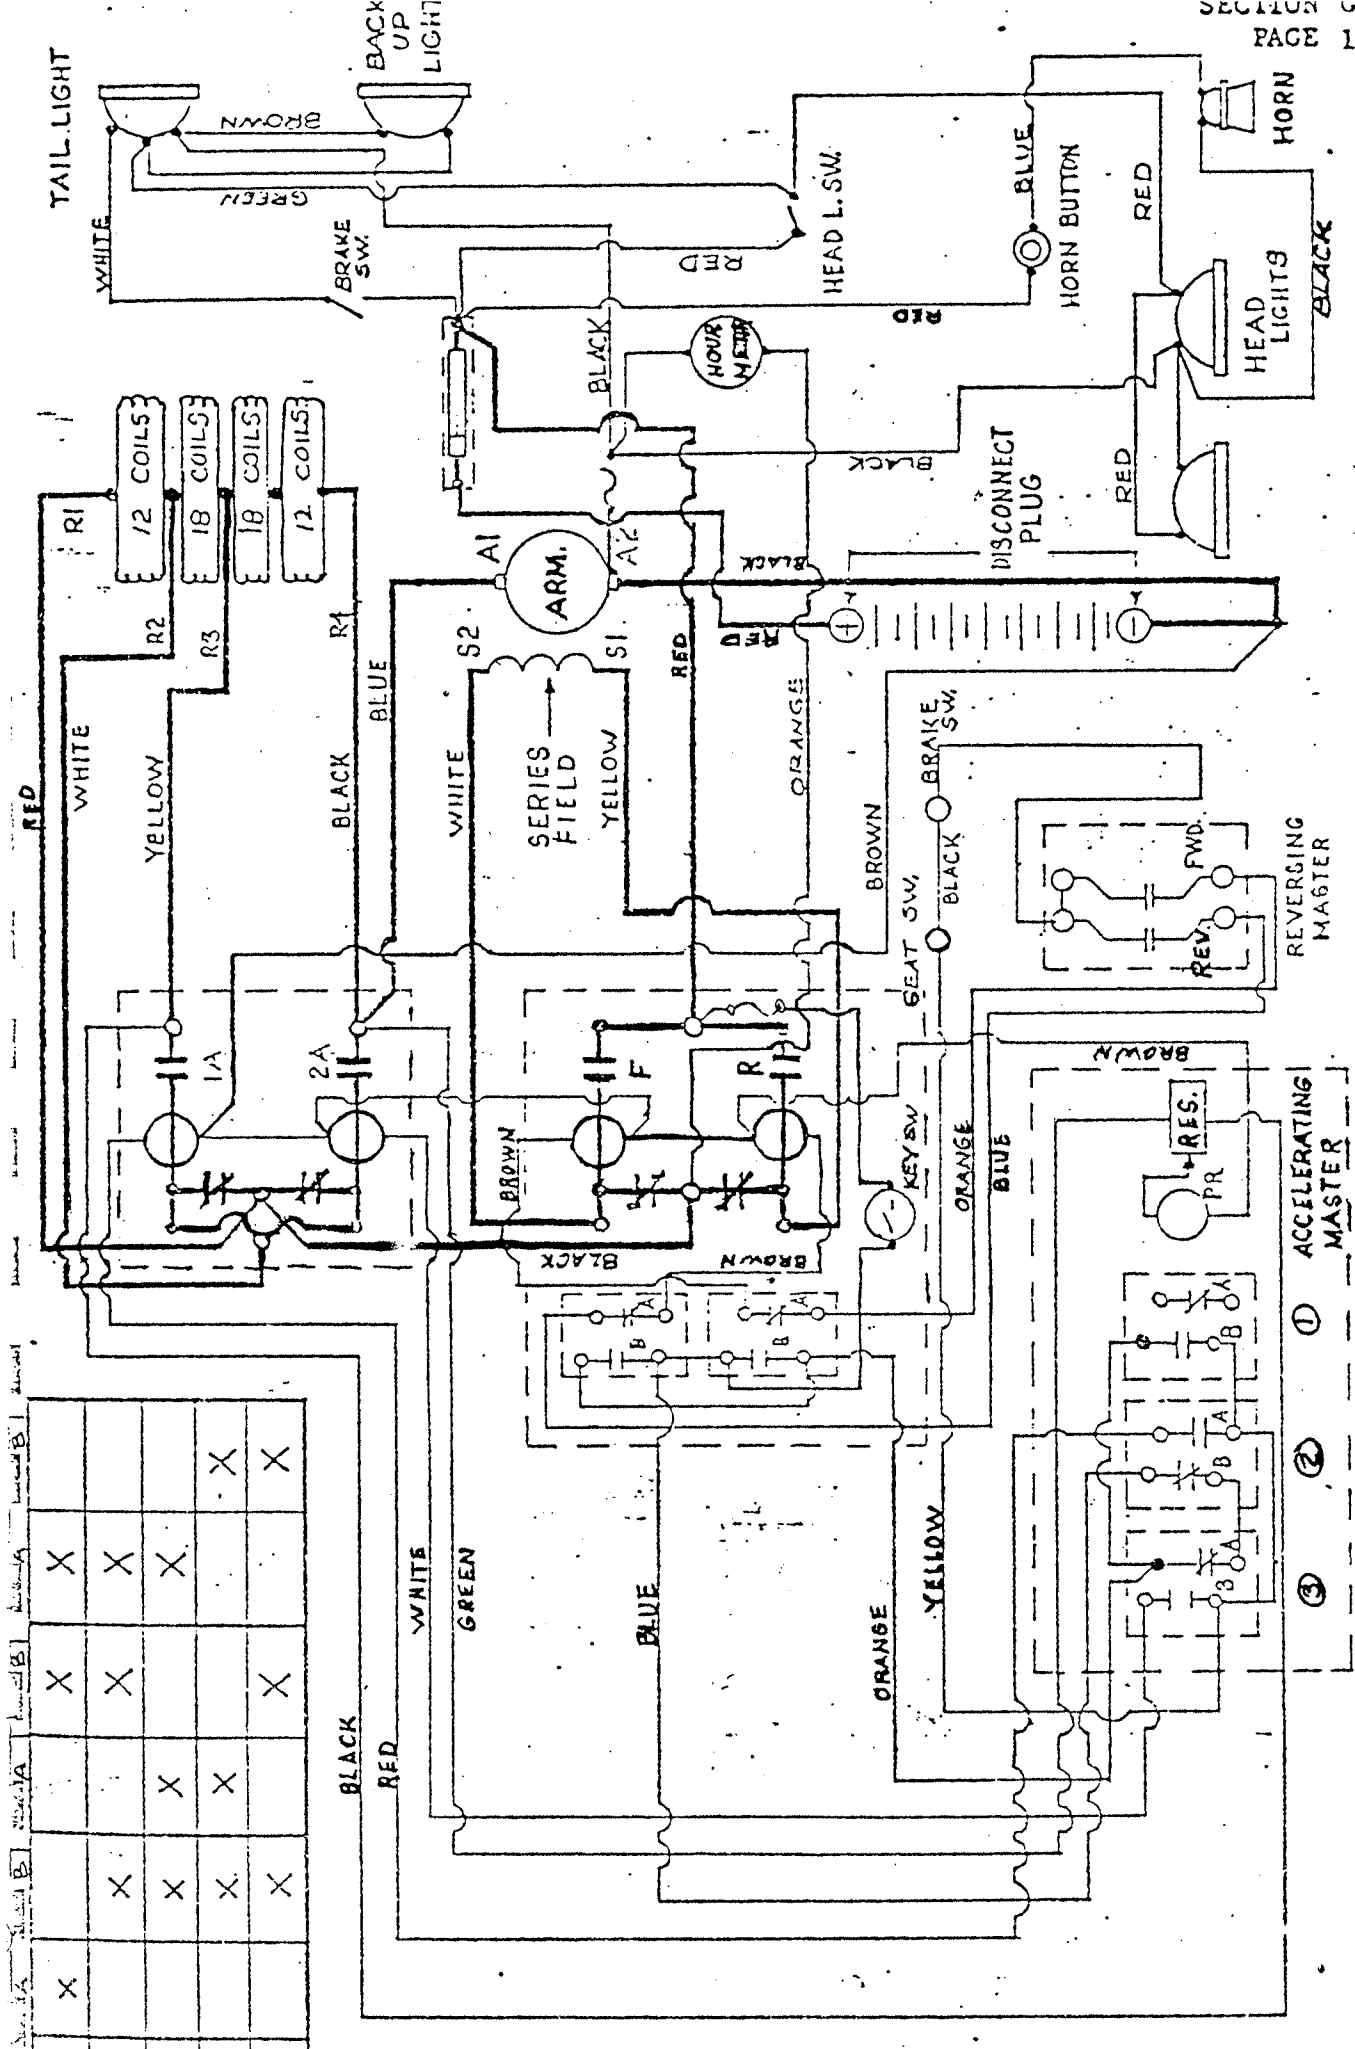 PAGE 1
TAIL.LIGHT
BACK
UP
LIGHT
BROWN
GREEN
WHITE
BRAKE
SW.
RED
HEAD L.SW.
BLUE
HORN BUTTON
RED
HORN
BLACK
RED
HOUR
METER
BLACK
HEAD
LIGHTS
12 COILS
18 COILS
18 COILS
12 COILS
R1
R2
R3
R4
A1
ARM.
A2
BLACK
RED
DISCONNECT
PLUG
BLACK
+
RED
−
S2
S1
RED
WHITE
YELLOW
BLACK
BLUE
WHITE
SERIES
FIELD
YELLOW
RED
ORANGE
BROWN
BRAKE
SW.
BLACK
SEAT SW.
FWD.
REV.
REVERSING
MASTER
1A
2A
F
R
BROWN
BROWN
KEY SW
ORANGE
BLUE
RES.
PR
ACCELERATING
MASTER
BLACK
BROWN
A
B
A
B
A
B
1
A
B
2
A
B
3
WHITE
GREEN
BLUE
ORANGE
YELLOW
BLACK
RED
X
X
X X X
X X
X X X X
X
X X
X X